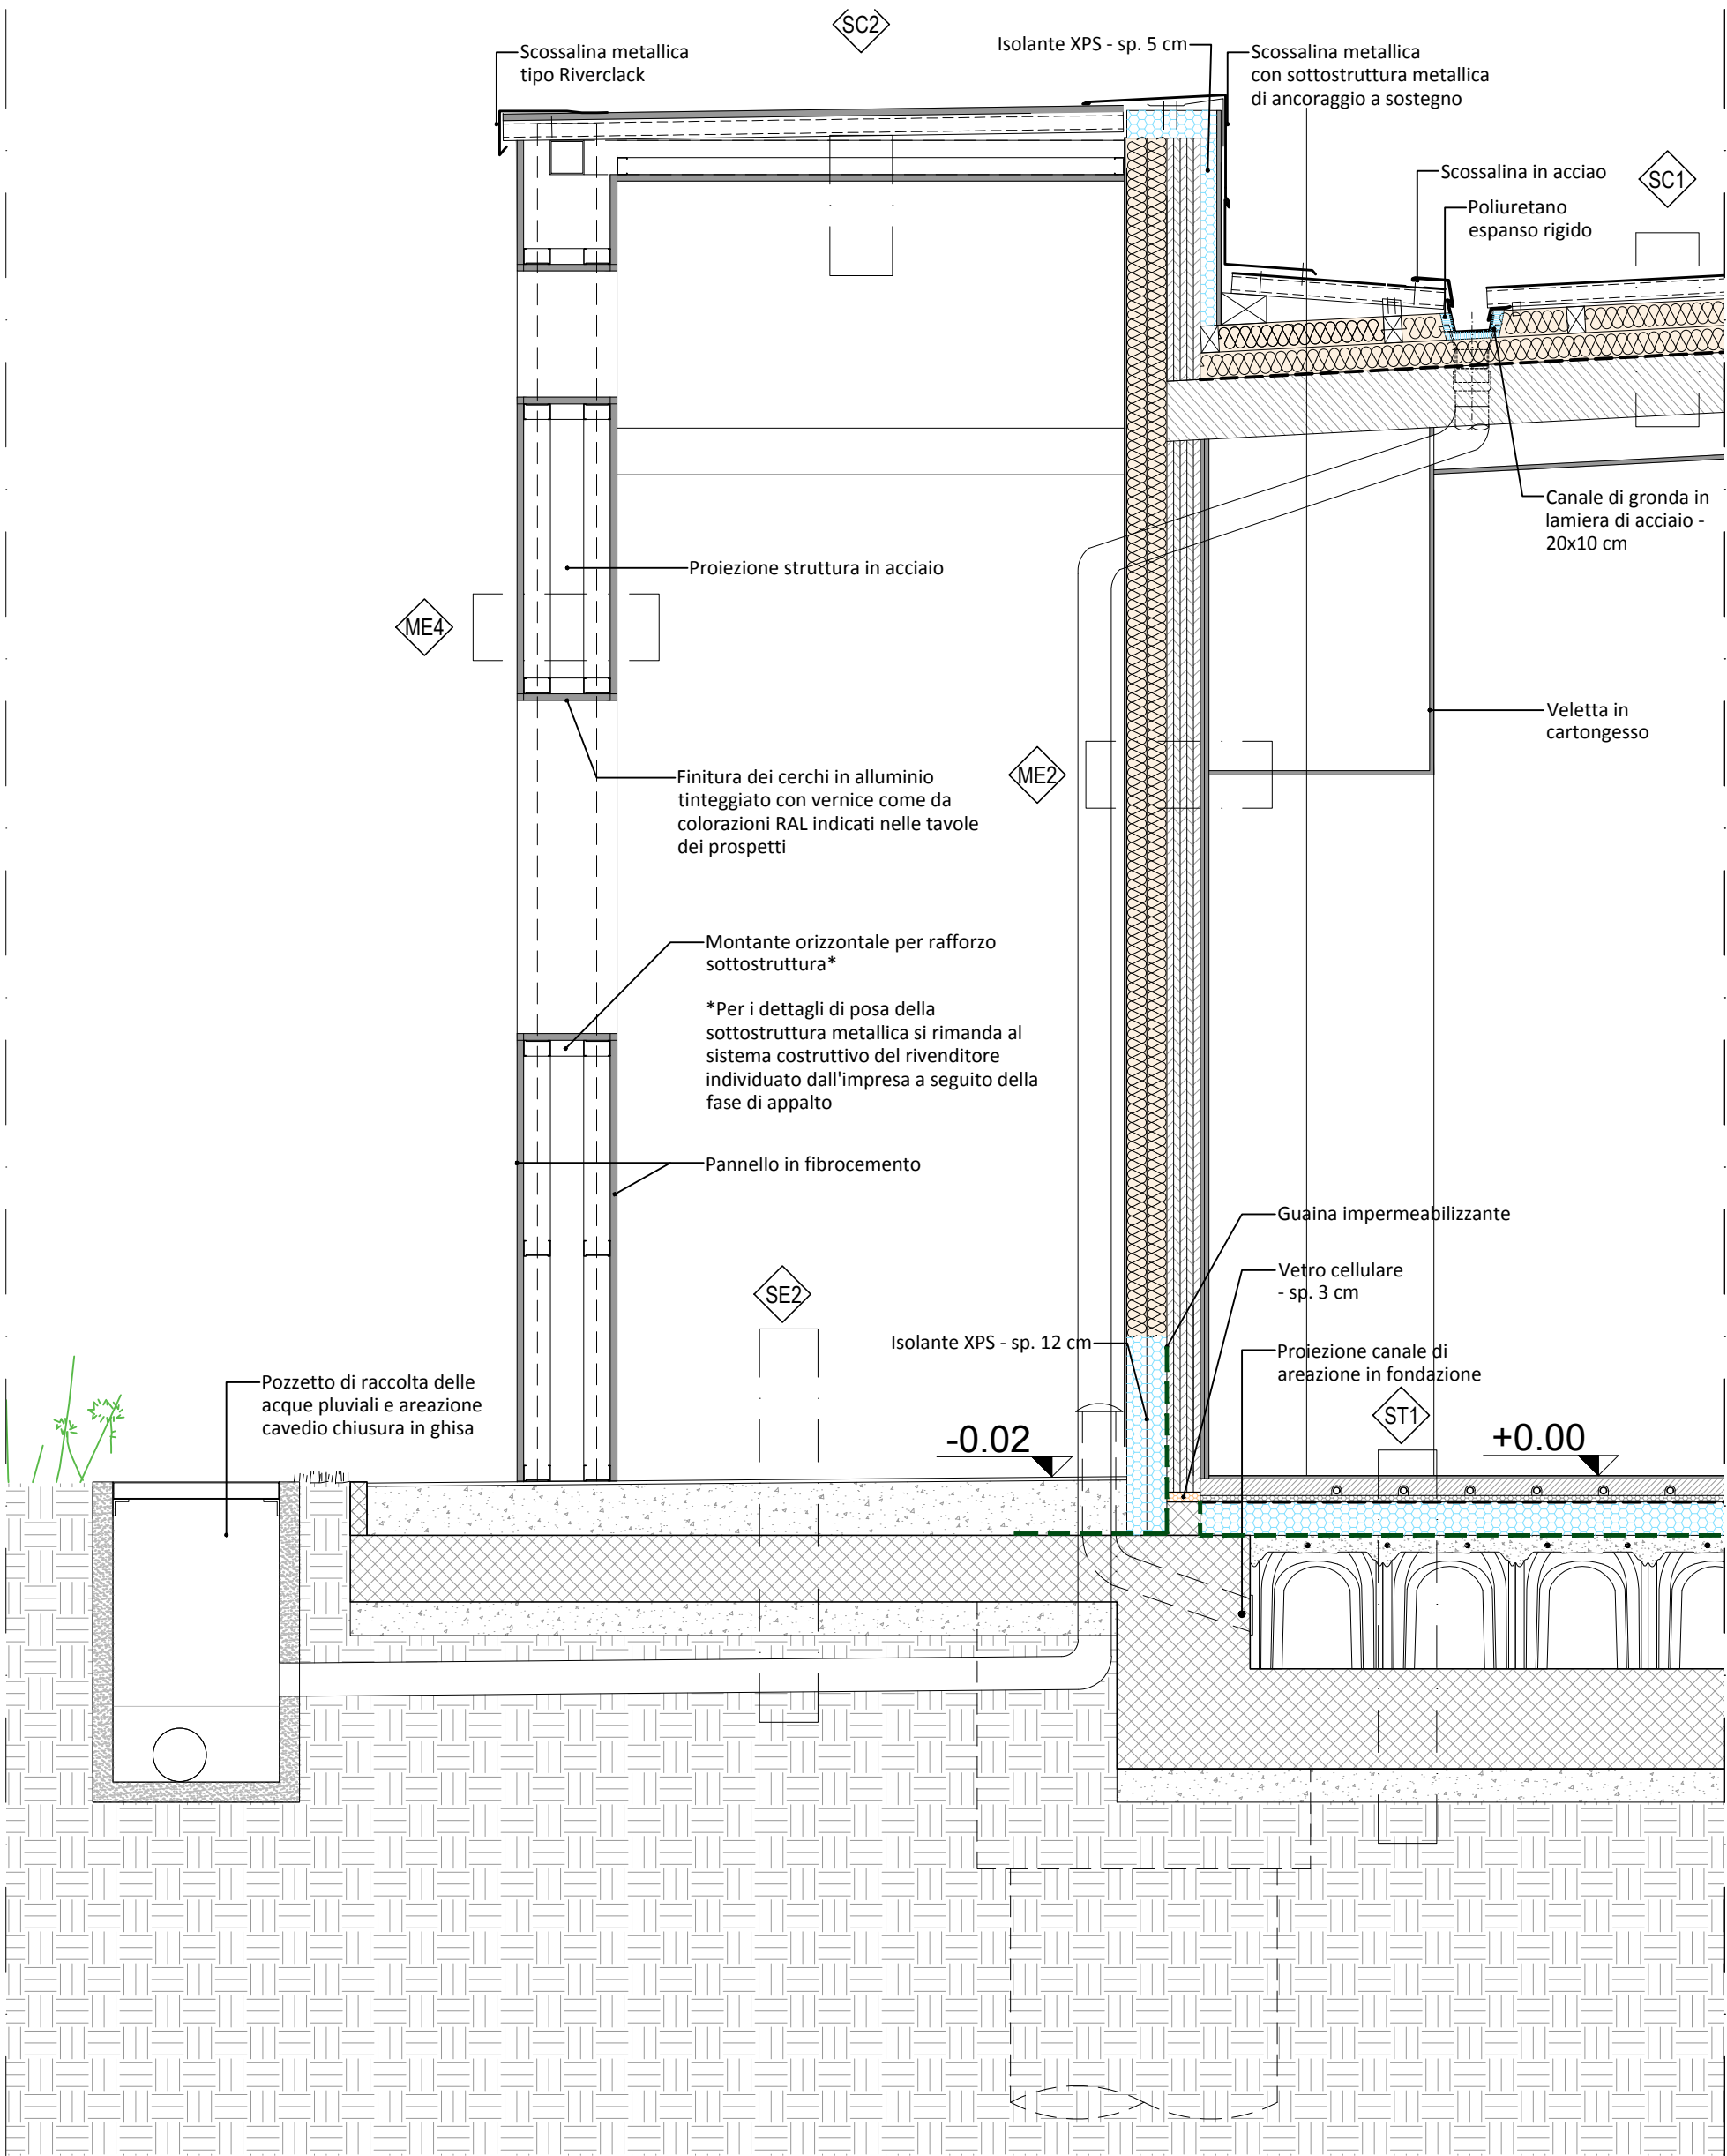 SC2
Scossalina metallica
tipo Riverclack
Isolante XPS - sp. 5 cm
Scossalina metallica
con sottostruttura metallica
di ancoraggio a sostegno
Scossalina in acciao
SC1
Poliuretano
espanso rigido
Canale di gronda in
lamiera di acciaio -
20x10 cm
Proiezione struttura in acciaio
ME4
Veletta in
cartongesso
ME2
Finitura dei cerchi in alluminio
tinteggiato con vernice come da
colorazioni RAL indicati nelle tavole
dei prospetti
Montante orizzontale per rafforzo
sottostruttura*
*Per i dettagli di posa della
sottostruttura metallica si rimanda al
sistema costruttivo del rivenditore
individuato dall'impresa a seguito della
fase di appalto
Pannello in fibrocemento
Guaina impermeabilizzante
Vetro cellulare
- sp. 3 cm
SE2
Isolante XPS - sp. 12 cm
Proiezione canale di
areazione in fondazione
Pozzetto di raccolta delle
acque pluviali e areazione
cavedio chiusura in ghisa
ST1
-0.02
+0.00